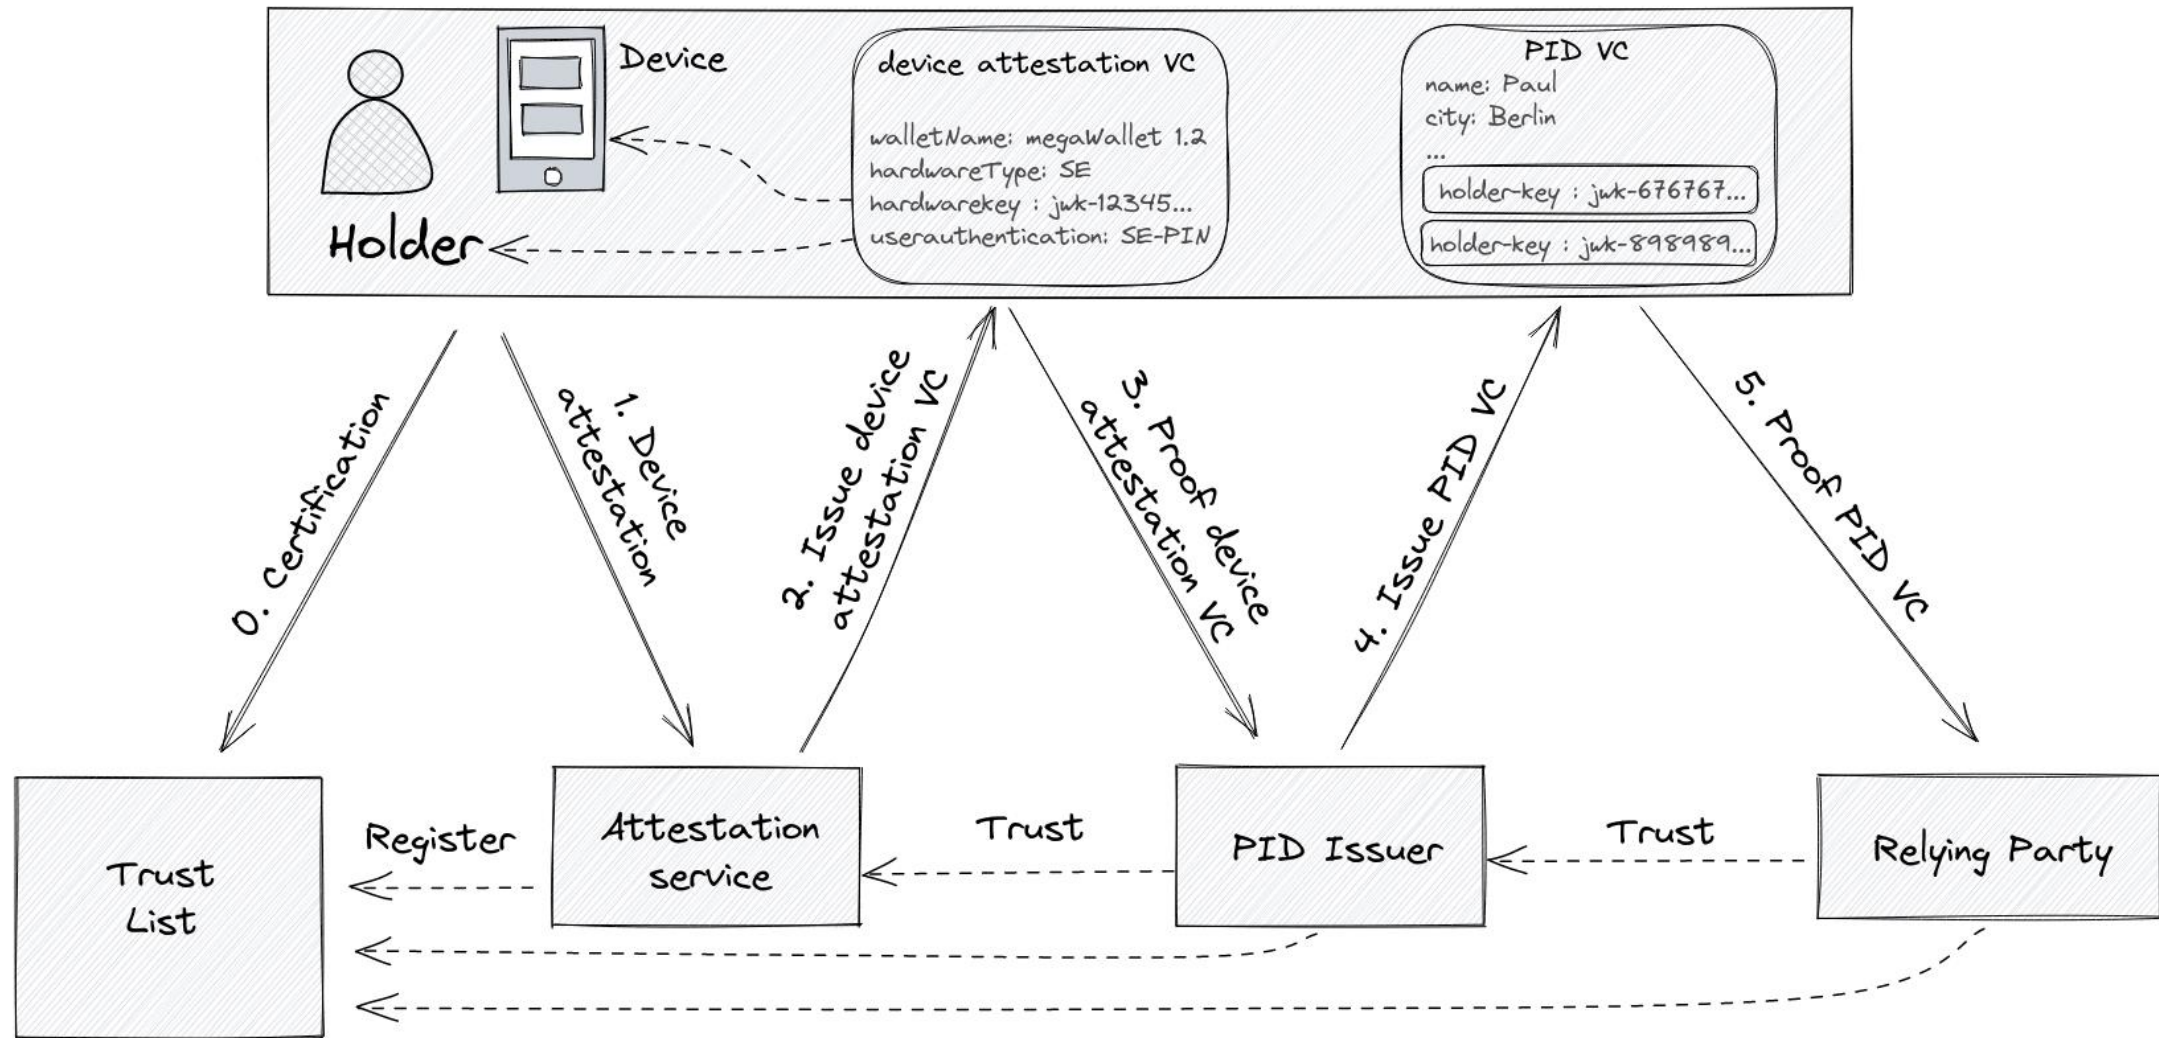 Device
Holder
device attestation VC
walletName: megaWallet 1.2
hardwareType: SE
hardwarekey : jwk-12345...
userauthentication: SE-PIN
PID VC
name: Paul
city: Berlin
...
holder-key : jwk-676767...
holder-key : jwk-898989...
0. Certification
1. Device
attestation
2. Issue device
attestation VC
3. Proof device
attestation VC
4. Issue PID VC
5. Proof PID VC
Trust
List
Register
Attestation
service
Trust
PID Issuer
Trust
Relying Party